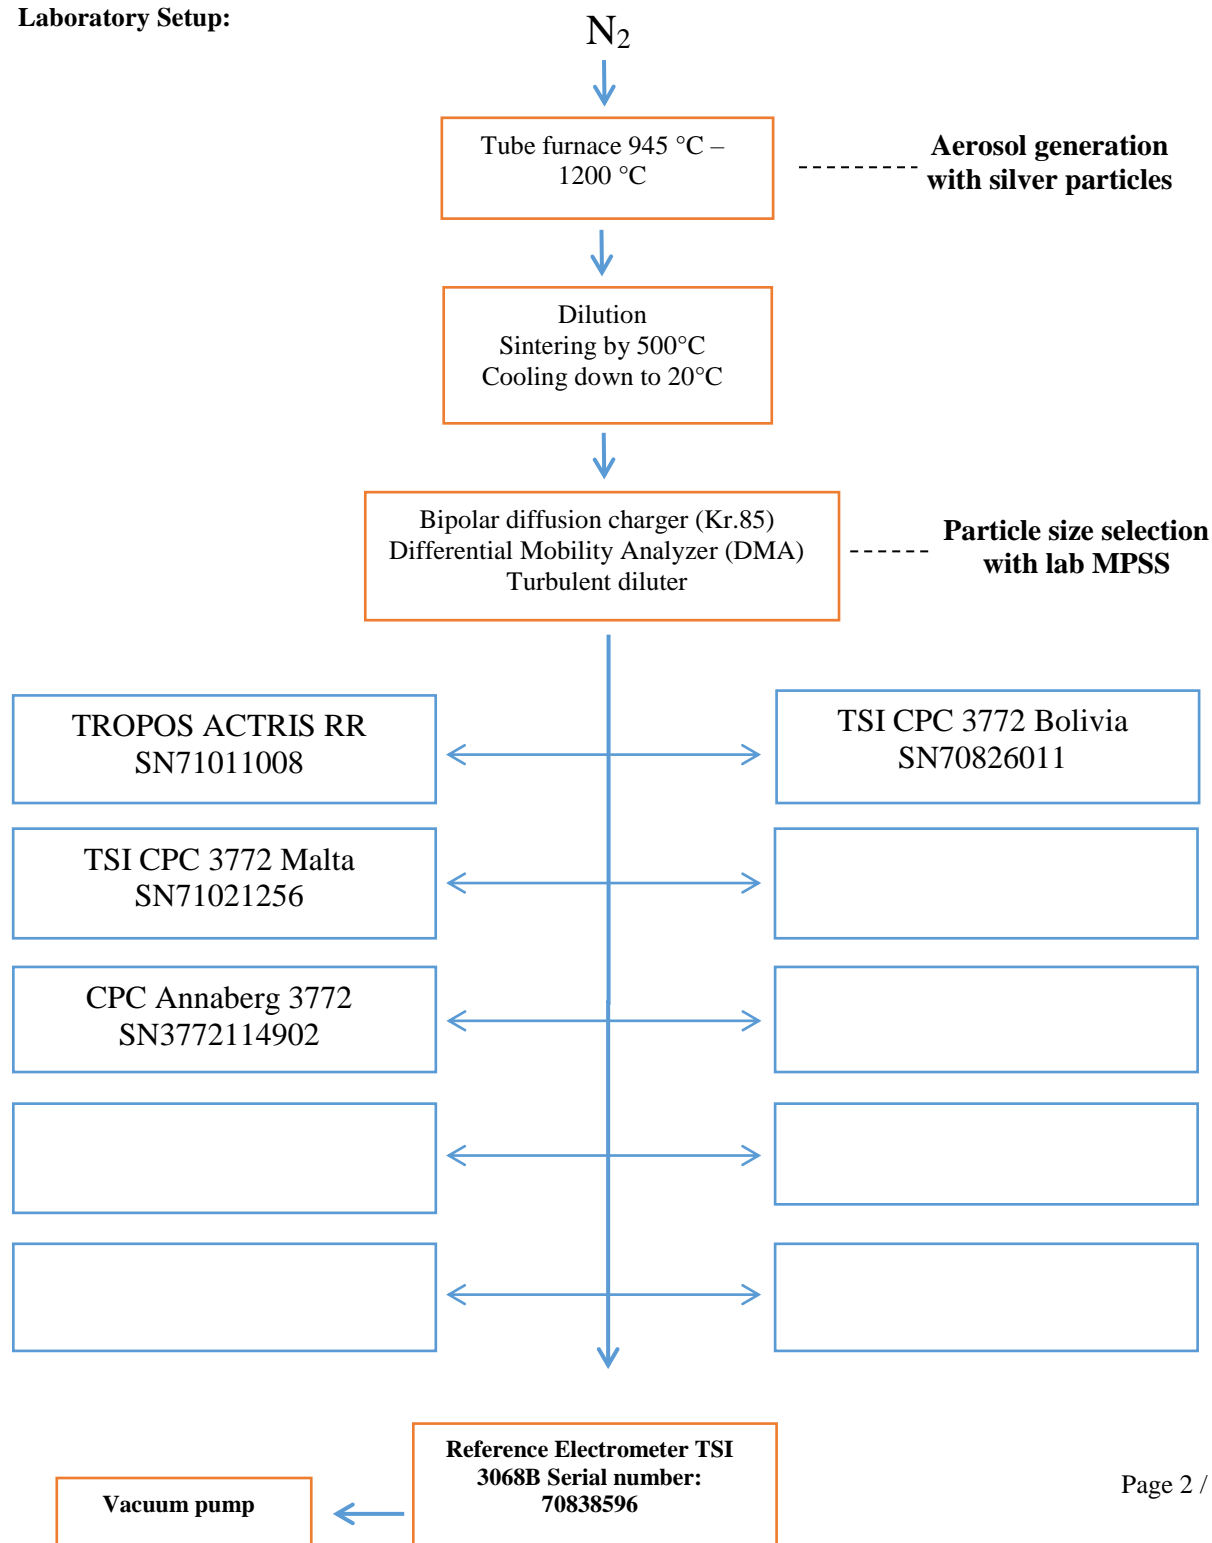 Laboratory Setup:
N₂
Tube furnace 945 °C –
1200 °C
Aerosol generation
with silver particles
Dilution
Sintering by 500°C
Cooling down to 20°C
Bipolar diffusion charger (Kr.85)
Differential Mobility Analyzer (DMA)
Turbulent diluter
Particle size selection
with lab MPSS
TROPOS ACTRIS RR
SN71011008
TSI CPC 3772 Bolivia
SN70826011
TSI CPC 3772 Malta
SN71021256
CPC Annaberg 3772
SN3772114902
Reference Electrometer TSI
3068B Serial number:
70838596
Vacuum pump
Page 2 /